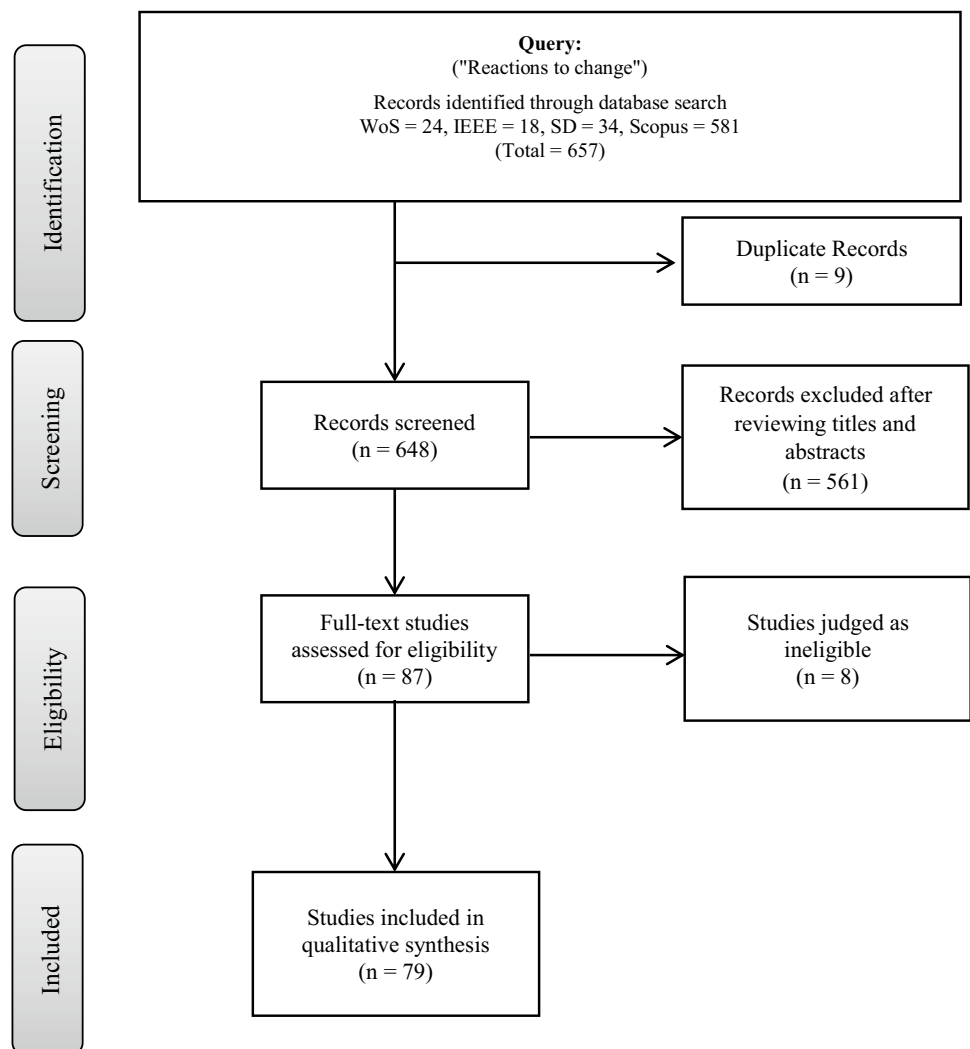 Query:
("Reactions to change")
Records identified through database search
WoS = 24, IEEE = 18, SD = 34, Scopus = 581
(Total = 657)
Identification
Duplicate Records
(n = 9)
Screening
Records screened
(n = 648)
Records excluded after
reviewing titles and
abstracts
(n = 561)
Eligibility
Full-text studies
assessed for eligibility
(n = 87)
Studies judged as
ineligible
(n = 8)
Included
Studies included in
qualitative synthesis
(n = 79)